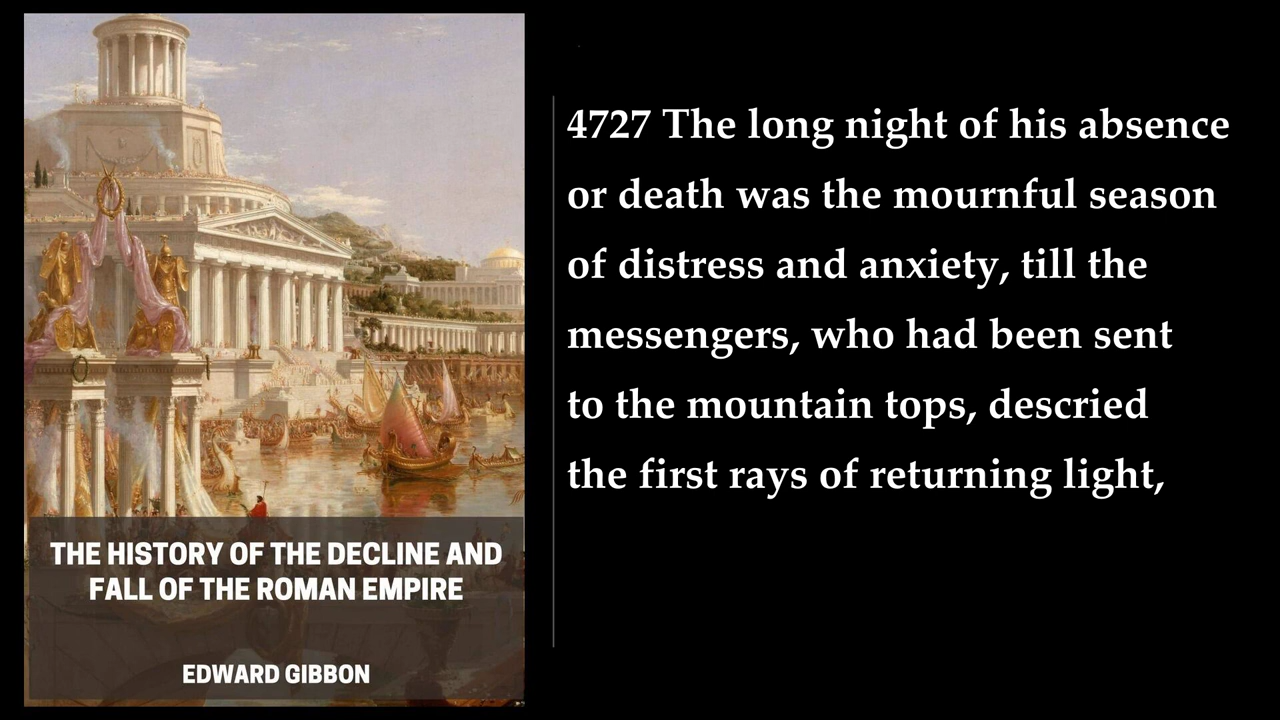 THE HISTORY OF THE DECLINE AND
FALL OF THE ROMAN EMPIRE
EDWARD GIBBON
4727 The long night of his absence
or death was the mournful season
of distress and anxiety, till the
messengers, who had been sent
to the mountain tops, descried
the first rays of returning light,